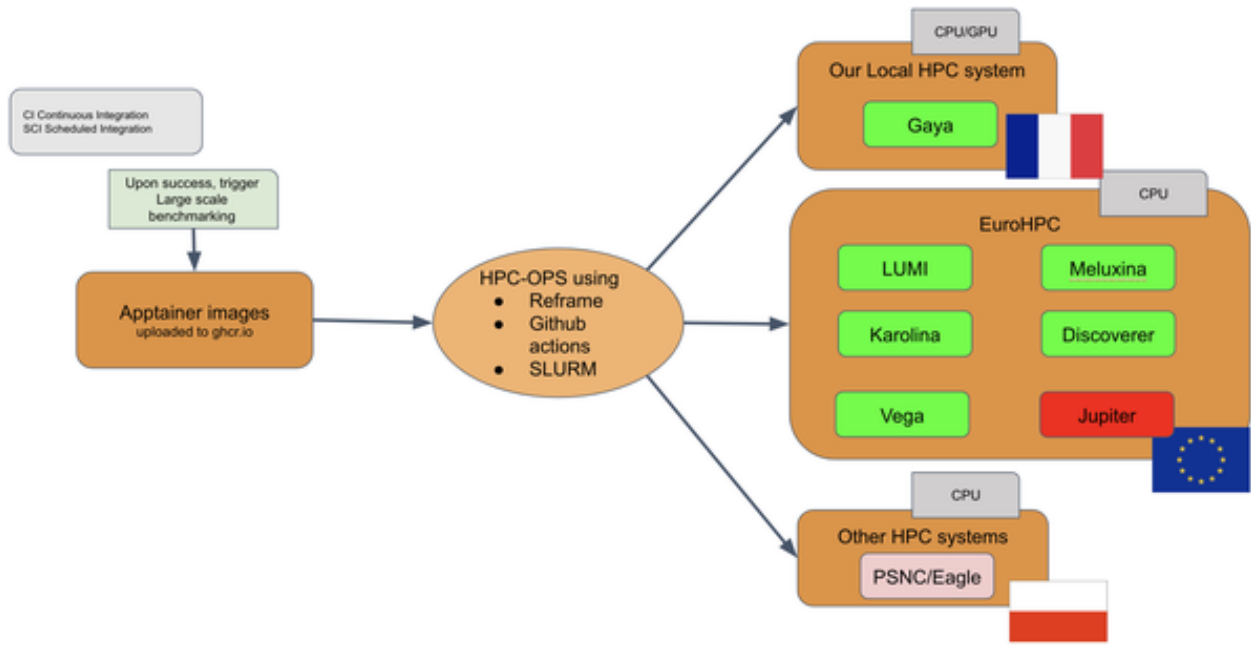 CI Continuous Integration
SCI Scheduled Integration
Upon success, trigger
Large scale
benchmarking
Apptainer images
uploaded to ghcr.io
HPC-OPS using
● Reframe
● Github
actions
● SLURM
CPU/GPU
Our Local HPC system
Gaya
CPU
EuroHPC
LUMI
Meluxina
Karolina
Discoverer
Vega
Jupiter
CPU
Other HPC systems
PSNC/Eagle